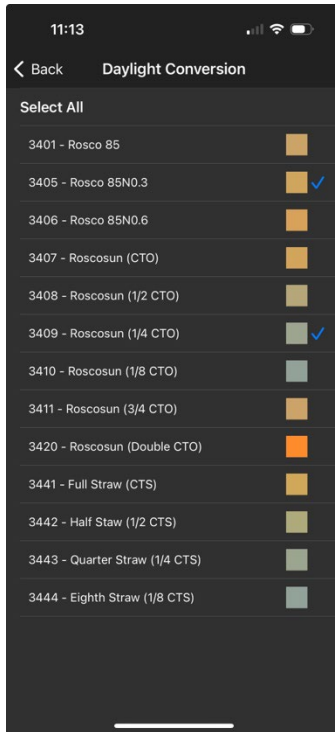 11:13
Back Daylight Conversion
Select All
3401 - Rosco 85
3405 - Rosco 85N0.3
3406 - Rosco 85N0.6
3407 - Roscosun (CTO)
3408 - Roscosun (1/2 CTO)
3409 - Roscosun (1/4 CTO)
3410 - Roscosun (1/8 CTO)
3411 - Roscosun (3/4 CTO)
3420 - Roscosun (Double CTO)
3441 - Full Straw (CTS)
3442 - Half Staw (1/2 CTS)
3443 - Quarter Straw (1/4 CTS)
3444 - Eighth Straw (1/8 CTS)